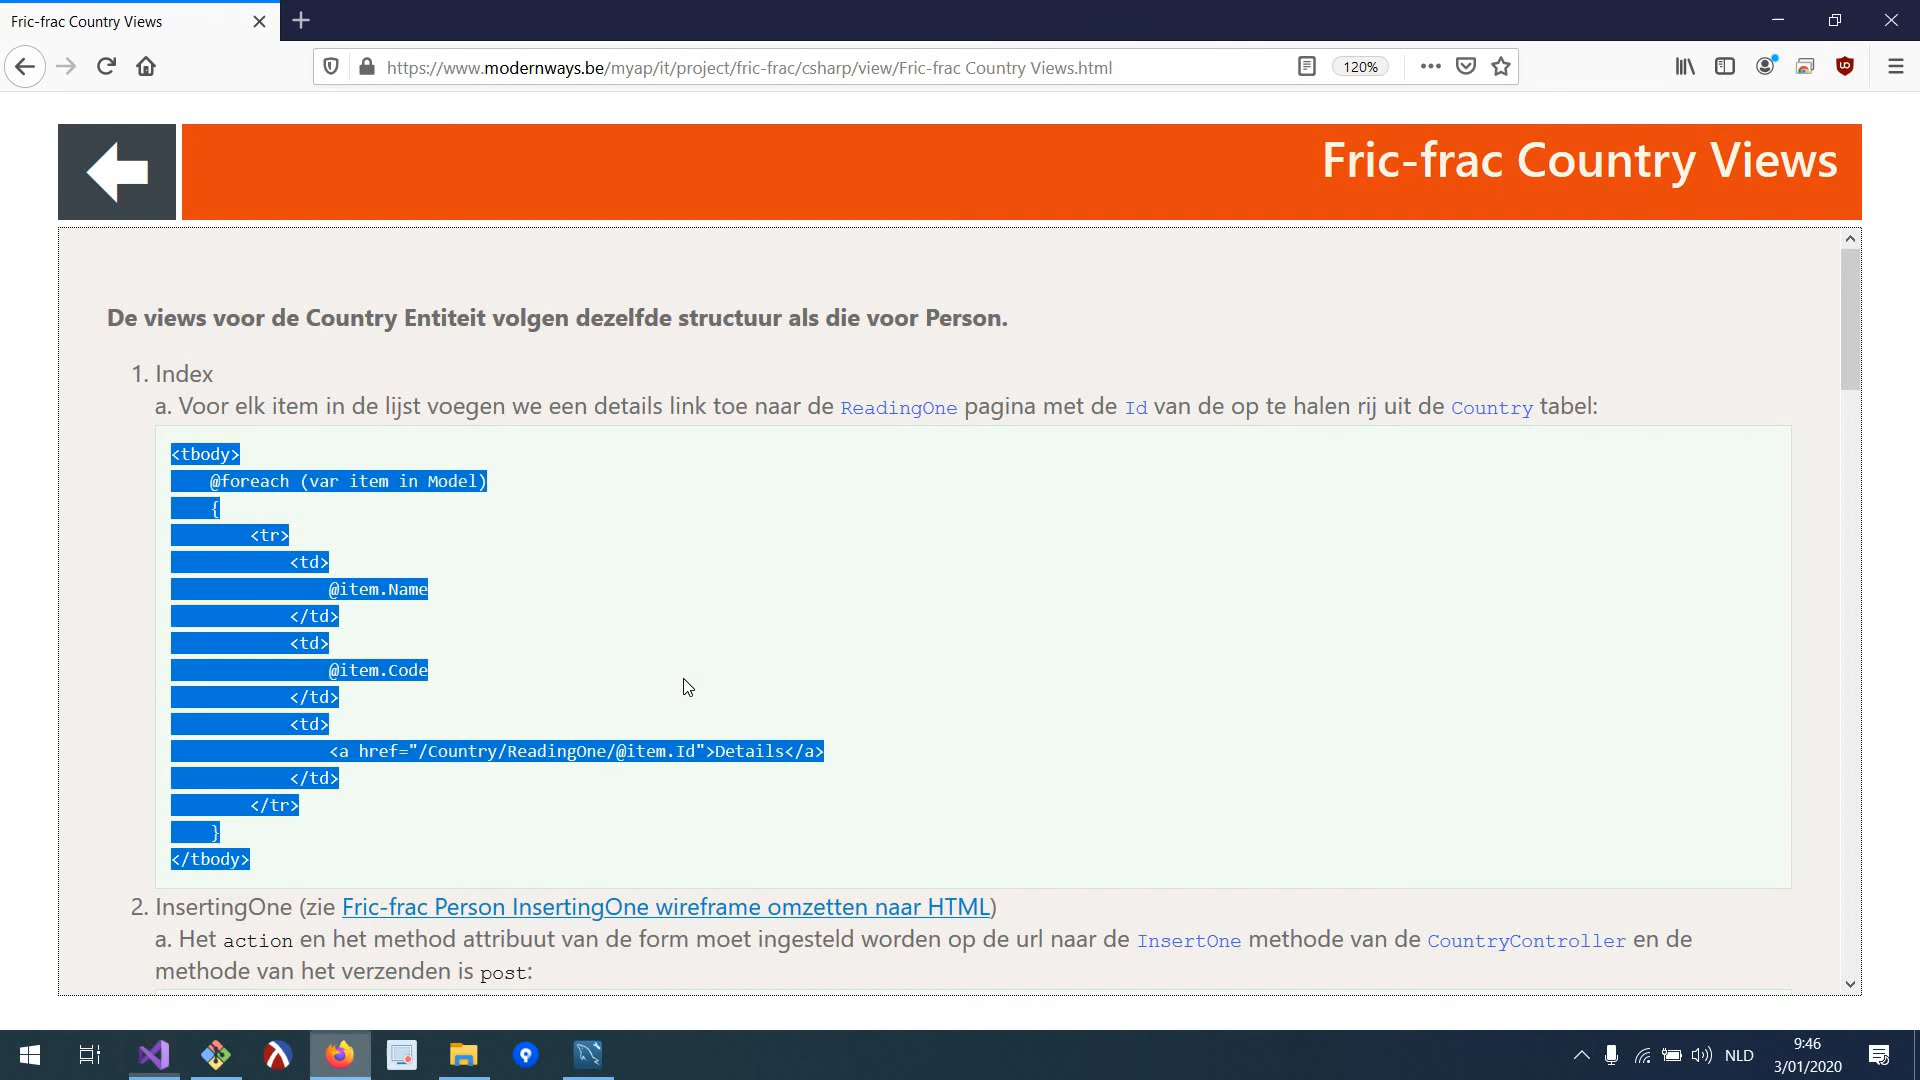 Fric-frac Country Views
https://www.modernways.be/myap/it/project/fric-frac/csharp/view/Fric-frac Country Views.html
120%
Fric-frac Country Views
De views voor de Country Entiteit volgen dezelfde structuur als die voor Person.
1. Index
a. Voor elk item in de lijst voegen we een details link toe naar de ReadingOne pagina met de Id van de op te halen rij uit de Country tabel:
<tbody>
    @foreach (var item in Model)
    {
        <tr>
            <td>
                @item.Name
            </td>
            <td>
                @item.Code
            </td>
            <td>
                <a href="/Country/ReadingOne/@item.Id">Details</a>
            </td>
        </tr>
    }
</tbody>
2. InsertingOne (zie Fric-frac Person InsertingOne wireframe omzetten naar HTML)
a. Het action en het method attribuut van de form moet ingesteld worden op de url naar de InsertOne methode van de CountryController en de
methode van het verzenden is post:
NLD
9:46
3/01/2020